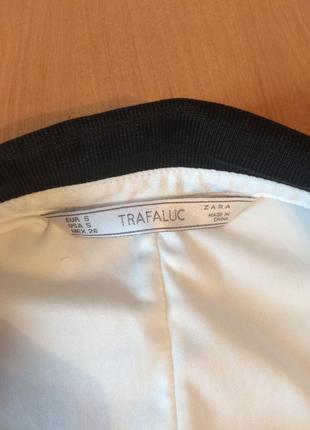 EUR S
USA S
MEX 26
TRAFALUC
ZARA
MADE IN
CHINA